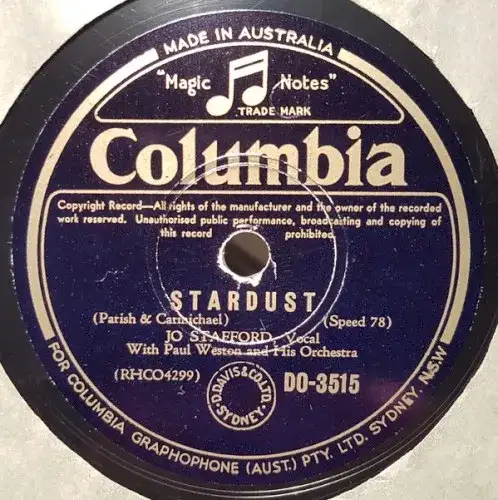 MADE IN AUSTRALIA
"Magic Notes"
TRADE MARK
Columbia
Copyright Record—All rights of the manufacturer and the owner of the recorded
work reserved. Unauthorised public performance, broadcasting and copying of
this record prohibited.
STARDUST
(Parish & Carmichael) (Speed 78)
JO STAFFORD, Vocal
With Paul Weston and His Orchestra
(RHCO4299) DO-3515
D.DAVIS & CO.LTD.
SYDNEY.
FOR COLUMBIA GRAPHOPHONE (AUST.) PTY. LTD. SYDNEY. N.S.W